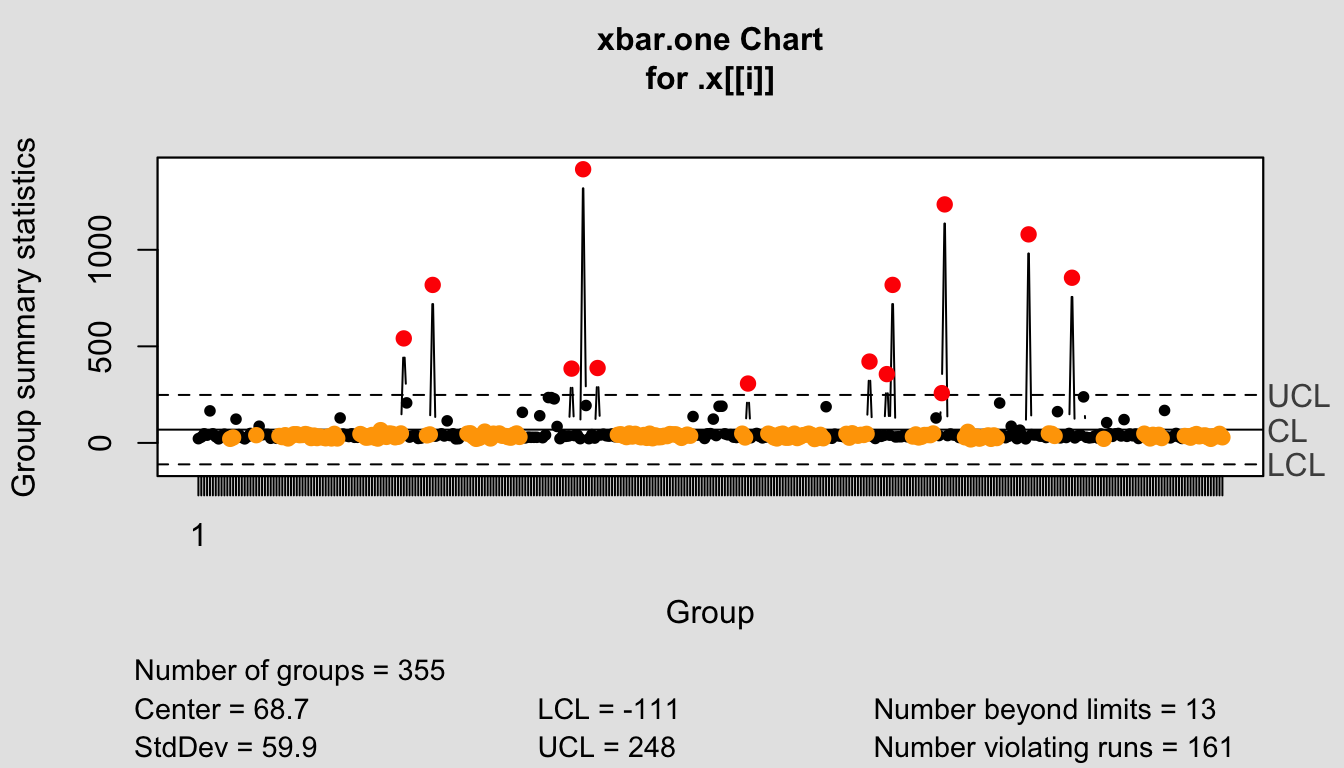 xbar.one Chart
for .x[[i]]
Group summary statistics
1000
500
0
UCL
CL
LCL
1
Group
Number of groups = 355
Center = 68.7
LCL = -111
Number beyond limits = 13
StdDev = 59.9
UCL = 248
Number violating runs = 161